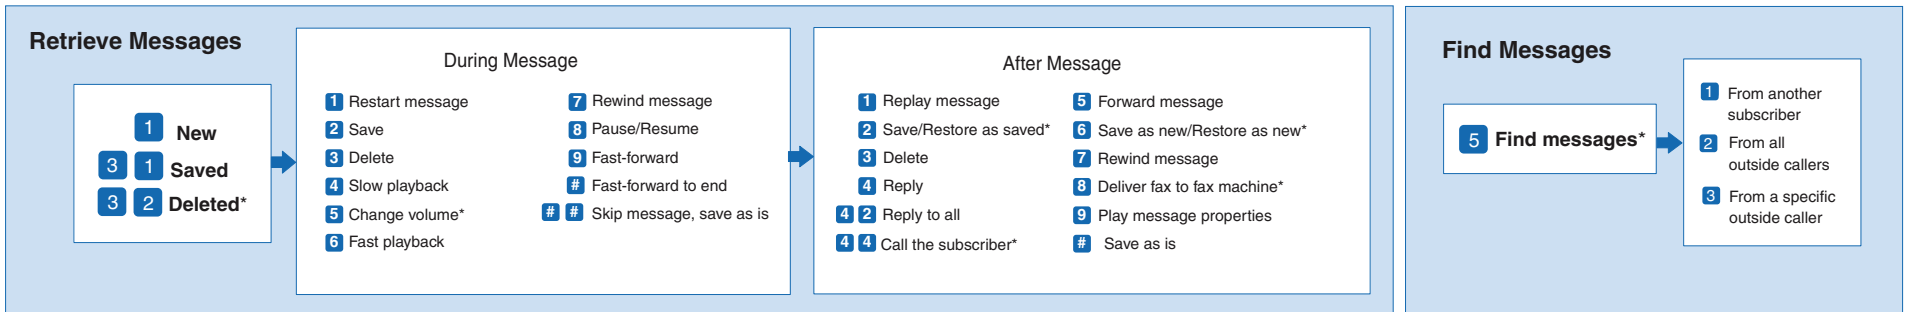 Retrieve Messages
1 New
3 1 Saved
3 2 Deleted*
During Message
1 Restart message
2 Save
3 Delete
4 Slow playback
5 Change volume*
6 Fast playback
7 Rewind message
8 Pause/Resume
9 Fast-forward
# Fast-forward to end
# # Skip message, save as is
After Message
1 Replay message
2 Save/Restore as saved*
3 Delete
4 Reply
4 2 Reply to all
4 4 Call the subscriber*
5 Forward message
6 Save as new/Restore as new*
7 Rewind message
8 Deliver fax to fax machine*
9 Play message properties
# Save as is
Find Messages
5 Find messages*
1 From another
subscriber
2 From all
outside callers
3 From a specific
outside caller